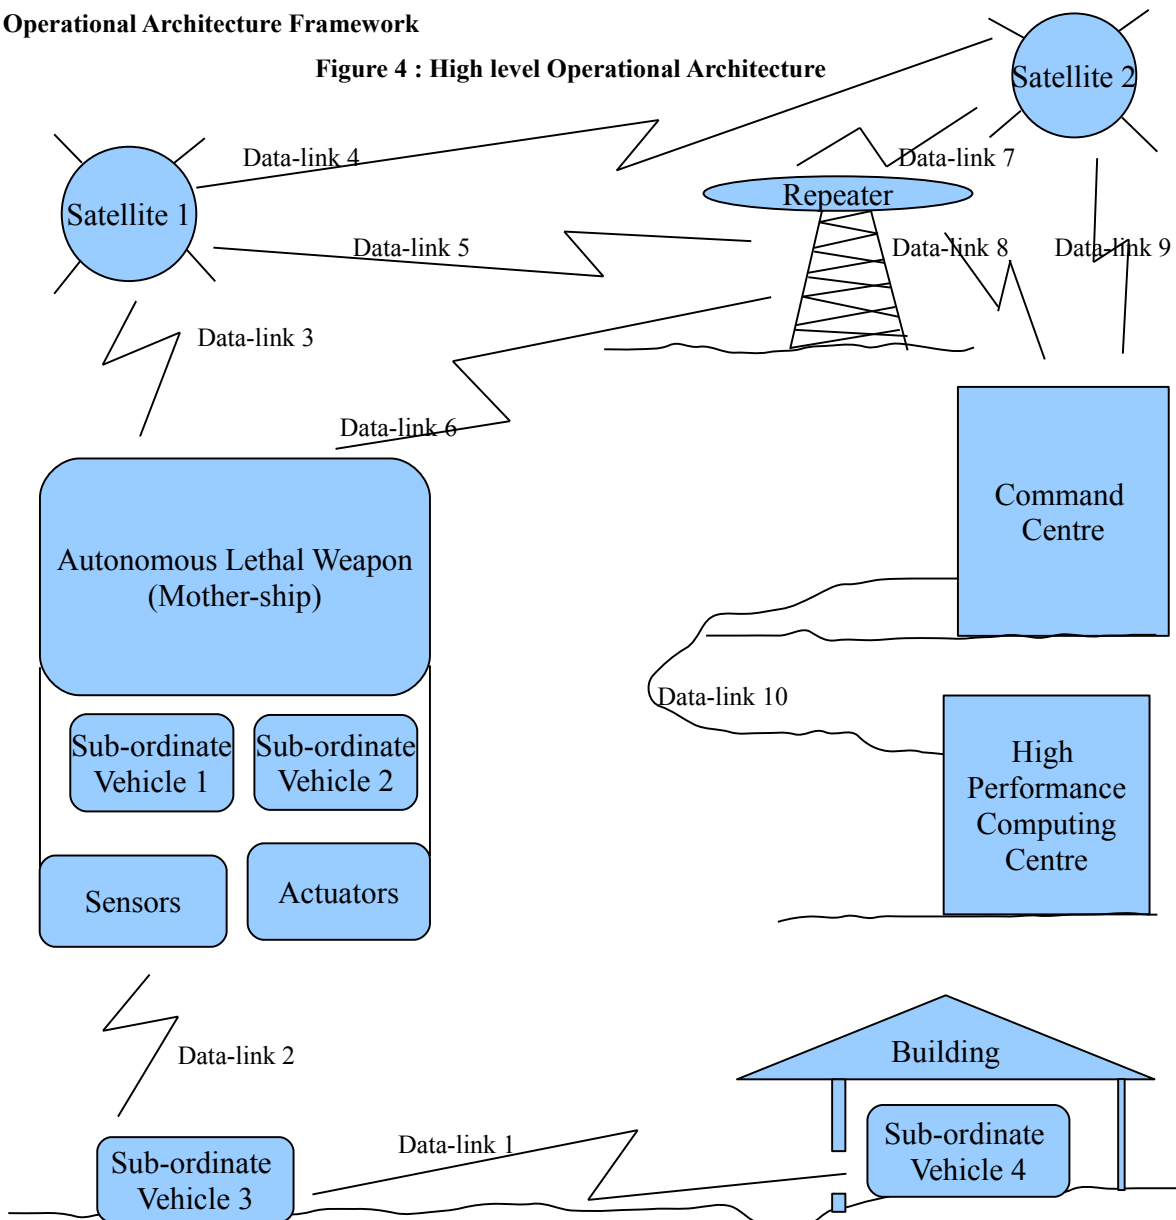 Operational Architecture Framework
Figure 4 : High level Operational Architecture
Satellite 2
Data-link 4
Data-link 7
Satellite 1
Repeater
Data-link 5
Data-link 8
Data-link 9
Data-link 3
Data-link 6
Command
Centre
Autonomous Lethal Weapon
(Mother-ship)
Data-link 10
Sub-ordinate
Vehicle 1
Sub-ordinate
Vehicle 2
High
Performance
Computing
Centre
Sensors
Actuators
Data-link 2
Building
Data-link 1
Sub-ordinate
Vehicle 4
Sub-ordinate
Vehicle 3